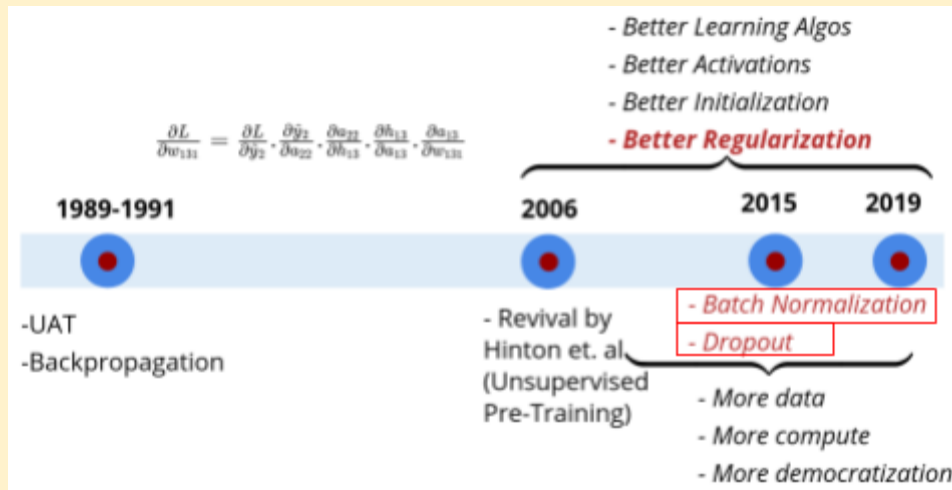 - Better Learning Algos
- Better Activations
- Better Initialization
- Better Regularization
∂L/∂w₁₃₁ = ∂L/∂ŷ₂ . ∂ŷ₂/∂a₂₂ . ∂a₂₂/∂h₁₃ . ∂h₁₃/∂a₁₃ . ∂a₁₃/∂w₁₃₁
1989-1991
2006
2015
2019
-UAT
-Backpropagation
- Revival by
Hinton et. al
(Unsupervised
Pre-Training)
- Batch Normalization
- Dropout
- More data
- More compute
- More democratization